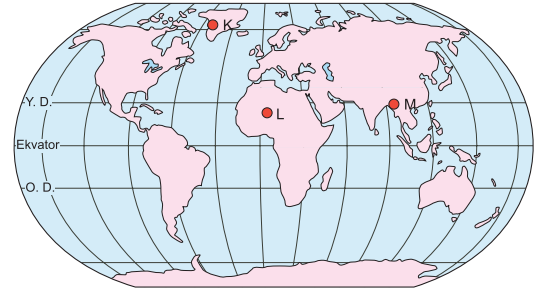 K
Y. D.
M
L
Ekvator
O. D.